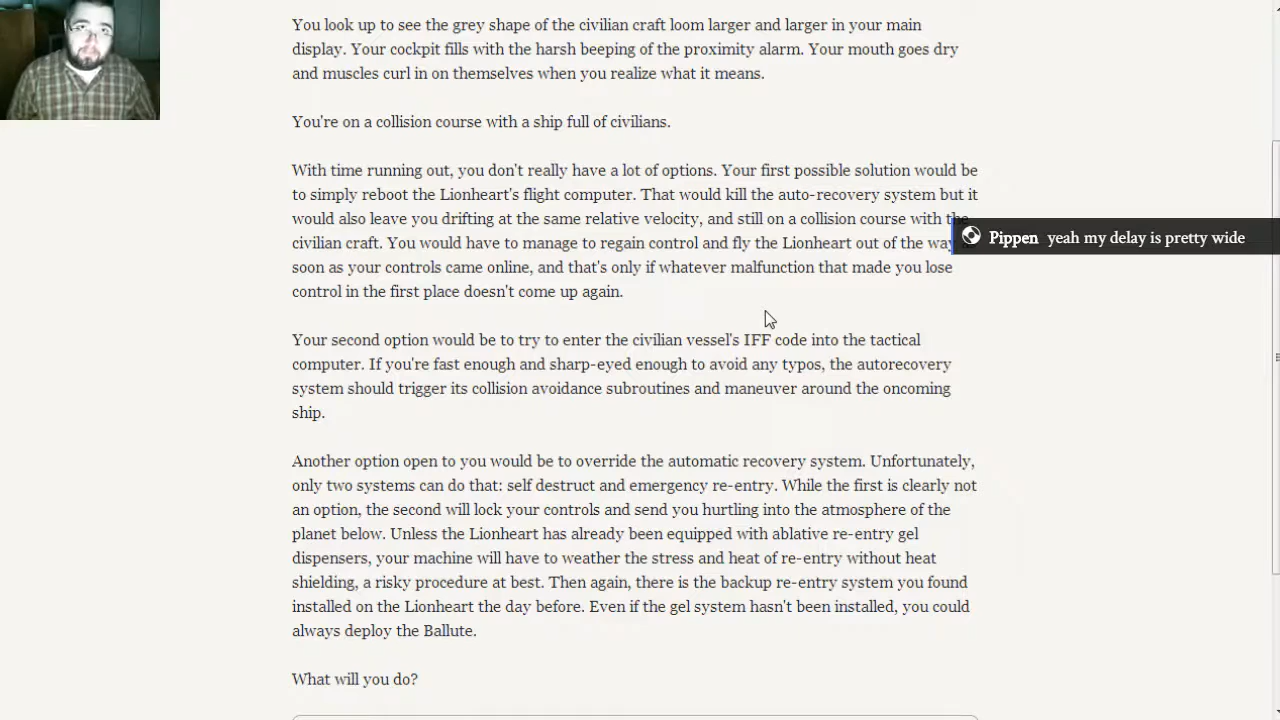 You look up to see the grey shape of the civilian craft loom larger and larger in your main
display. Your cockpit fills with the harsh beeping of the proximity alarm. Your mouth goes dry
and muscles curl in on themselves when you realize what it means.
You're on a collision course with a ship full of civilians.
With time running out, you don't really have a lot of options. Your first possible solution would be
to simply reboot the Lionheart's flight computer. That would kill the auto-recovery system but it
would also leave you drifting at the same relative velocity, and still on a collision course with the
civilian craft. You would have to manage to regain control and fly the Lionheart out of the way
soon as your controls came online, and that's only if whatever malfunction that made you lose
control in the first place doesn't come up again.
Pippen yeah my delay is pretty wide
Your second option would be to try to enter the civilian vessel's IFF code into the tactical
computer. If you're fast enough and sharp-eyed enough to avoid any typos, the autorecovery
system should trigger its collision avoidance subroutines and maneuver around the oncoming
ship.
Another option open to you would be to override the automatic recovery system. Unfortunately,
only two systems can do that: self destruct and emergency re-entry. While the first is clearly not
an option, the second will lock your controls and send you hurtling into the atmosphere of the
planet below. Unless the Lionheart has already been equipped with ablative re-entry gel
dispensers, your machine will have to weather the stress and heat of re-entry without heat
shielding, a risky procedure at best. Then again, there is the backup re-entry system you found
installed on the Lionheart the day before. Even if the gel system hasn't been installed, you could
always deploy the Ballute.
What will you do?